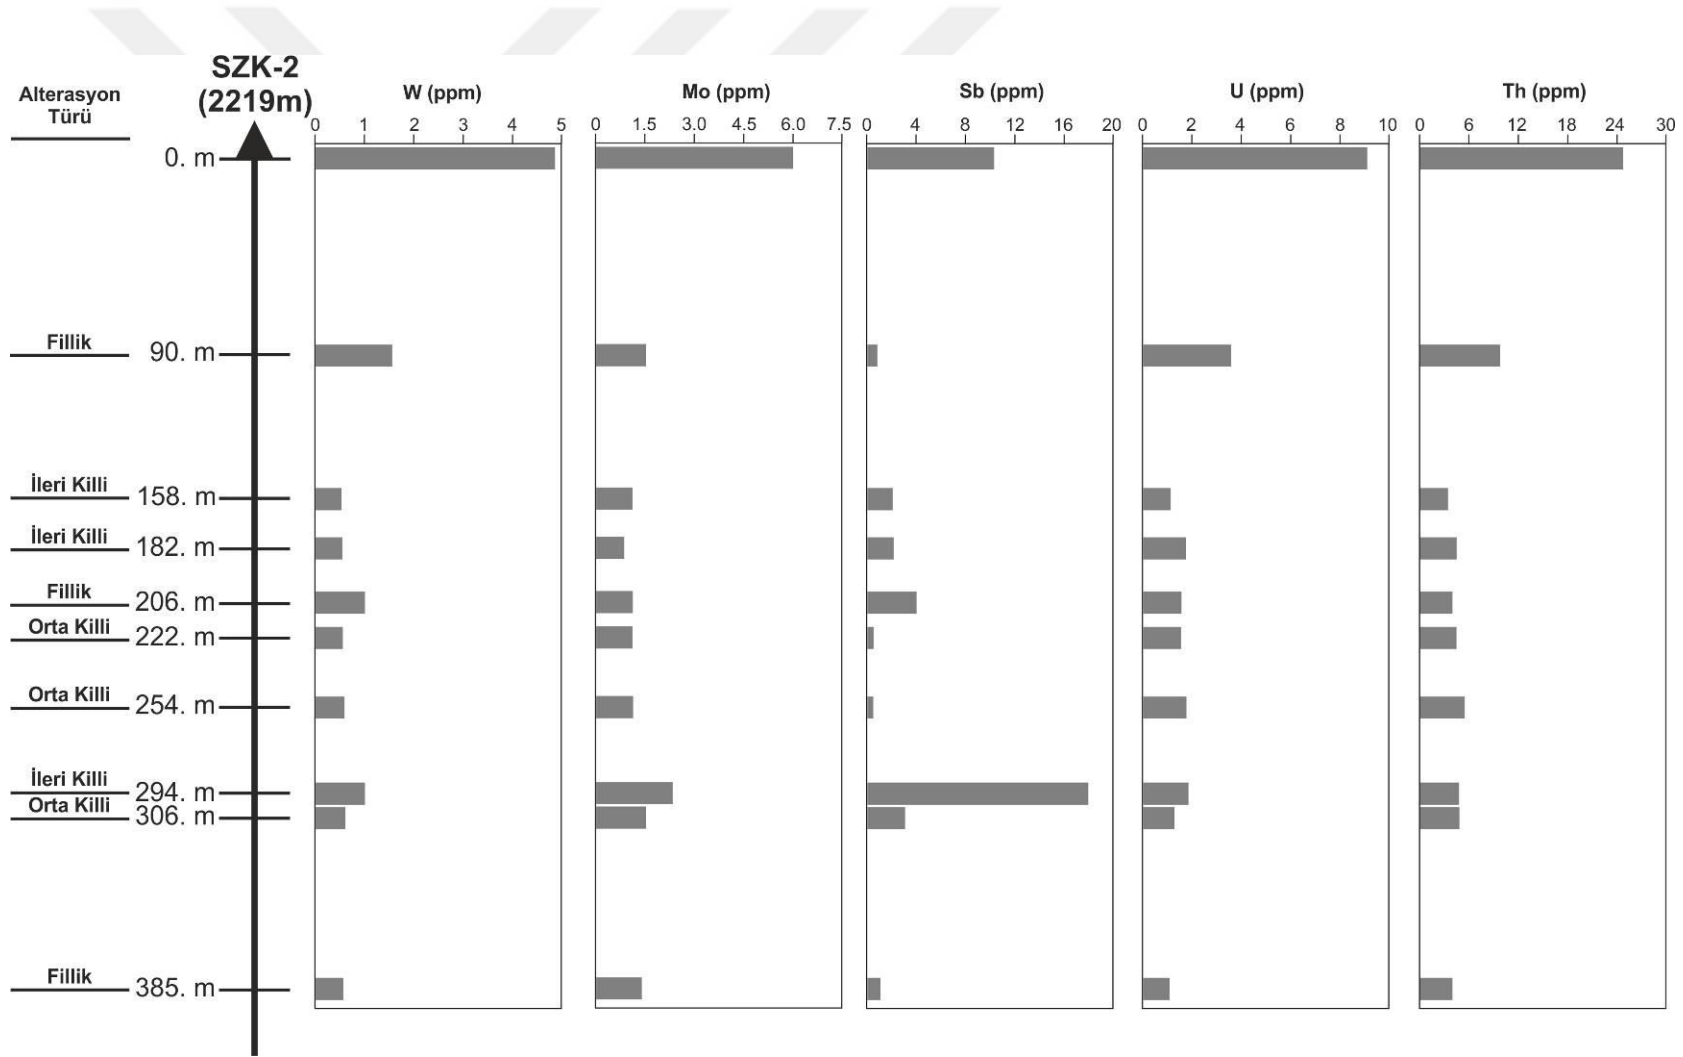 SZK-2
(2219m)
Alterasyon
Türü
W (ppm)
0 1 2 3 4 5
Mo (ppm)
0 1.5 3.0 4.5 6.0 7.5
Sb (ppm)
0 4 8 12 16 20
U (ppm)
0 2 4 6 8 10
Th (ppm)
0 6 12 18 24 30
0. m
Fillik 90. m
İleri Killi 158. m
İleri Killi 182. m
Fillik 206. m
Orta Killi 222. m
Orta Killi 254. m
İleri Killi 294. m
Orta Killi 306. m
Fillik 385. m